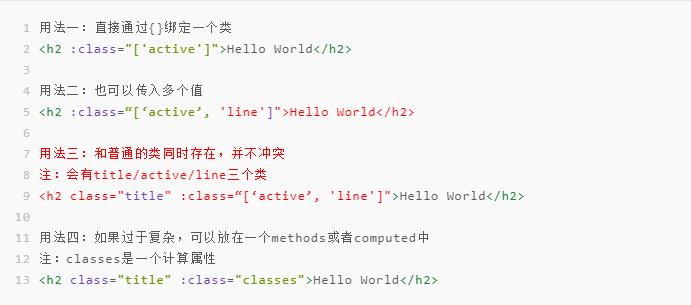 1 用法一：直接通过{}绑定一个类
2 <h2 :class="['active']">Hello World</h2>
3
4 用法二：也可以传入多个值
5 <h2 :class=“[‘active’, 'line']">Hello World</h2>
6
7 用法三：和普通的类同时存在，并不冲突
8 注：会有title/active/line三个类
9 <h2 class="title" :class=“[‘active’, 'line']">Hello World</h2>
10
11 用法四：如果过于复杂，可以放在一个methods或者computed中
12 注：classes是一个计算属性
13 <h2 class="title" :class="classes">Hello World</h2>